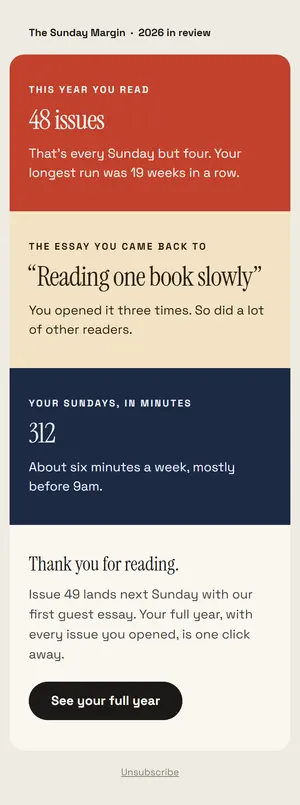 The Sunday Margin · 2026 in review
THIS YEAR YOU READ
48 issues
That's every Sunday but four. Your
longest run was 19 weeks in a row.
THE ESSAY YOU CAME BACK TO
“Reading one book slowly”
You opened it three times. So did a lot
of other readers.
YOUR SUNDAYS, IN MINUTES
312
About six minutes a week, mostly
before 9am.
Thank you for reading.
Issue 49 lands next Sunday with our
first guest essay. Your full year, with
every issue you opened, is one click
away.
See your full year
Unsubscribe